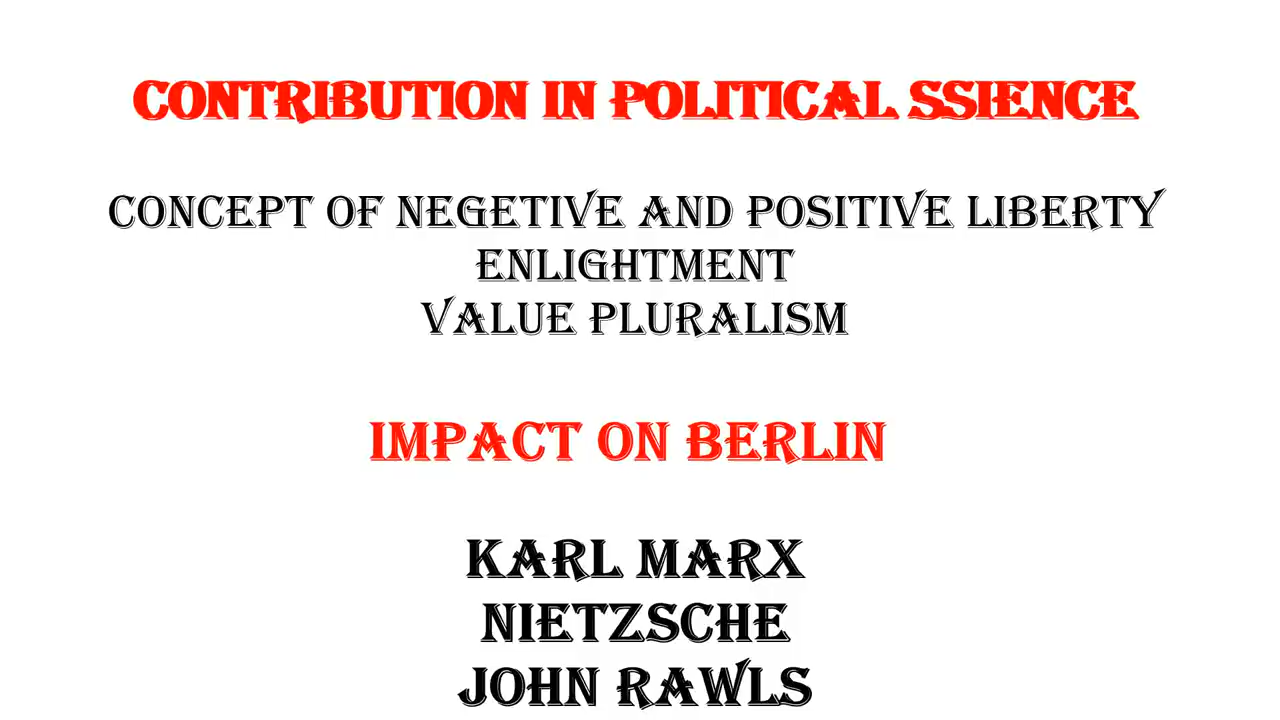 CONTRIBUTION IN POLITICAL SSIENCE
CONCEPT OF NEGETIVE AND POSITIVE LIBERTY
ENLIGHTMENT
VALUE PLURALISM
IMPACT ON BERLIN
KARL MARX
NIETZSCHE
JOHN RAWLS